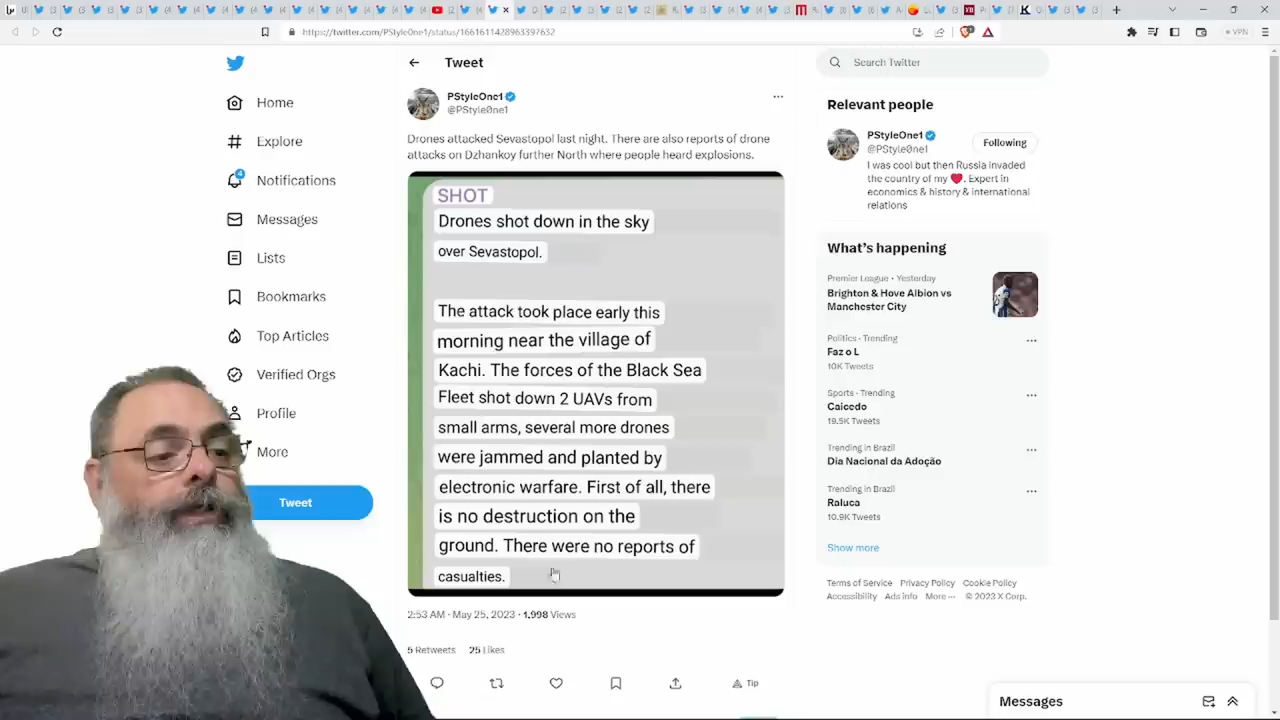 https://twitter.com/PStyle0ne1/status/1661611428963397632
VPN
Home
Explore
4
Notifications
Messages
Lists
Bookmarks
Top Articles
Verified Orgs
Profile
More
Tweet
Tweet
PStyleOne1
@PStyle0ne1
Drones attacked Sevastopol last night. There are also reports of drone
attacks on Dzhankoy further North where people heard explosions.
SHOT
Drones shot down in the sky
over Sevastopol.
The attack took place early this
morning near the village of
Kachi. The forces of the Black Sea
Fleet shot down 2 UAVs from
small arms, several more drones
were jammed and planted by
electronic warfare. First of all, there
is no destruction on the
ground. There were no reports of
casualties.
2:53 AM · May 25, 2023 · 1,998 Views
5 Retweets 25 Likes
Tip
Search Twitter
Relevant people
PStyleOne1
@PStyle0ne1
Following
I was cool but then Russia invaded
the country of my ❤️. Expert in
economics & history & international
relations
What's happening
Premier League · Yesterday
Brighton & Hove Albion vs
Manchester City
Politics · Trending
Faz o L
10K Tweets
Sports · Trending
Caicedo
19.5K Tweets
Trending in Brazil
Dia Nacional da Adoção
Trending in Brazil
Raluca
10.9K Tweets
Show more
Terms of Service Privacy Policy Cookie Policy
Accessibility Ads info More ··· © 2023 X Corp.
Messages